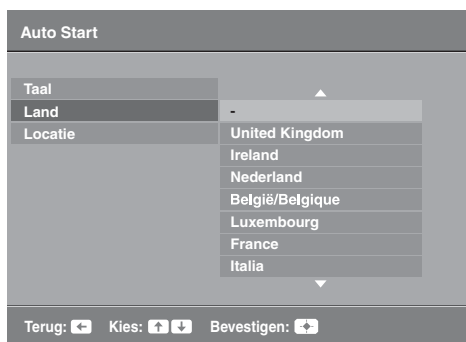 Auto Start
Taal
Land
-
Locatie
United Kingdom
Ireland
Nederland
België/Belgique
Luxembourg
France
Italia
Terug: Kies: Bevestigen: